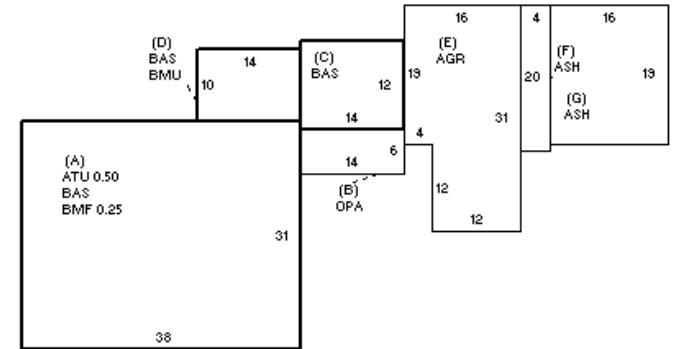 16
4
16
(D)
BAS
BMU
14
10
(C)
BAS
12
14
(E)
AGR
19
31
20
(F)
ASH
(G)
ASH
19
4
6
14
(B)
OPA
12
12
(A)
ATU 0.50
BAS
BMF 0.25
31
38